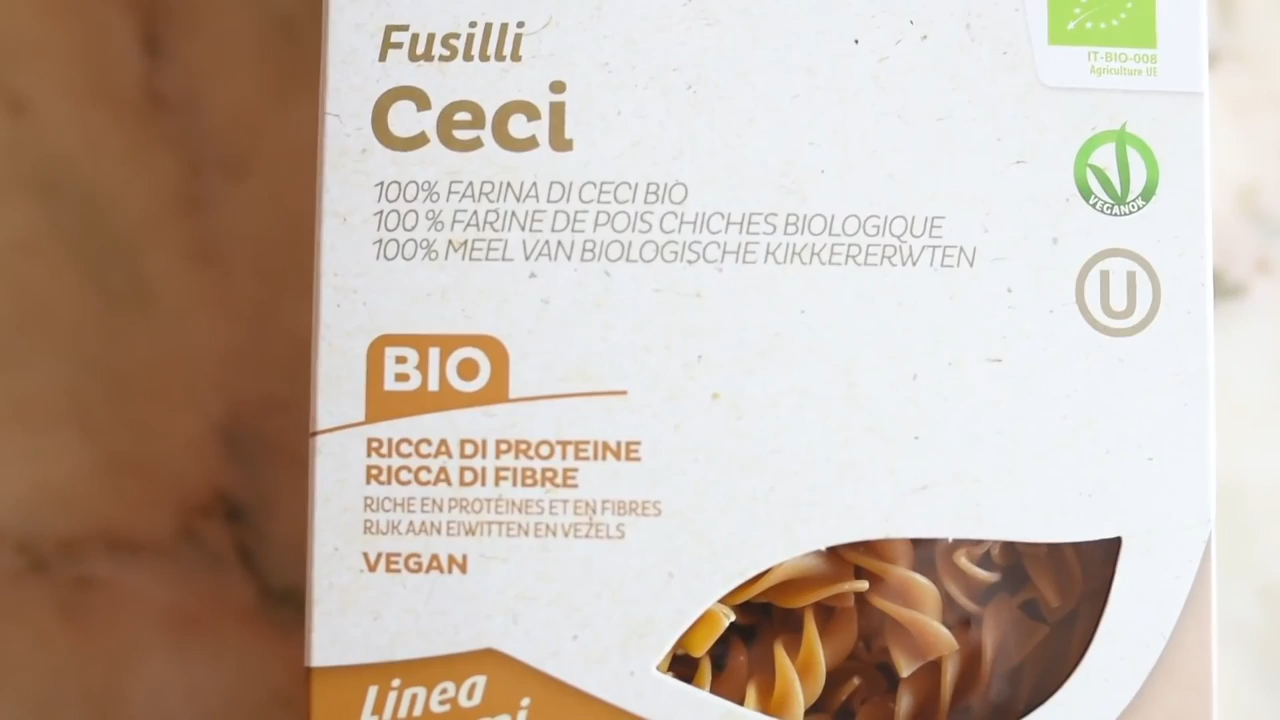 Fusilli
Ceci
100% FARINA DI CECI BIO
100 % FARINE DE POIS CHICHES BIOLOGIQUE
100% MEEL VAN BIOLOGISCHE KIKKERERWTEN
IT-BIO-008
Agriculture UE
VEGANOK
U
BIO
RICCA DI PROTEINE
RICCA DI FIBRE
RICHE EN PROTÉINES ET EN FIBRES
RIJK AAN EIWITTEN EN VEZELS
VEGAN
Linea